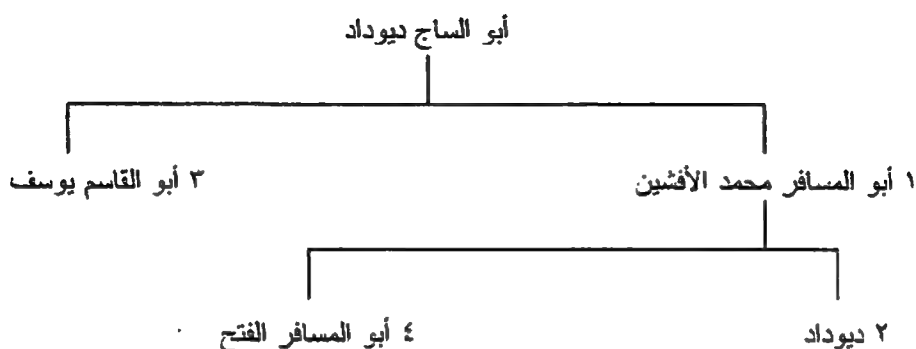 أبو الساج ديوداد
١ أبو المسافر محمد الأفشين
٣ أبو القاسم يوسف
٢ ديوداد
٤ أبو المسافر الفتح